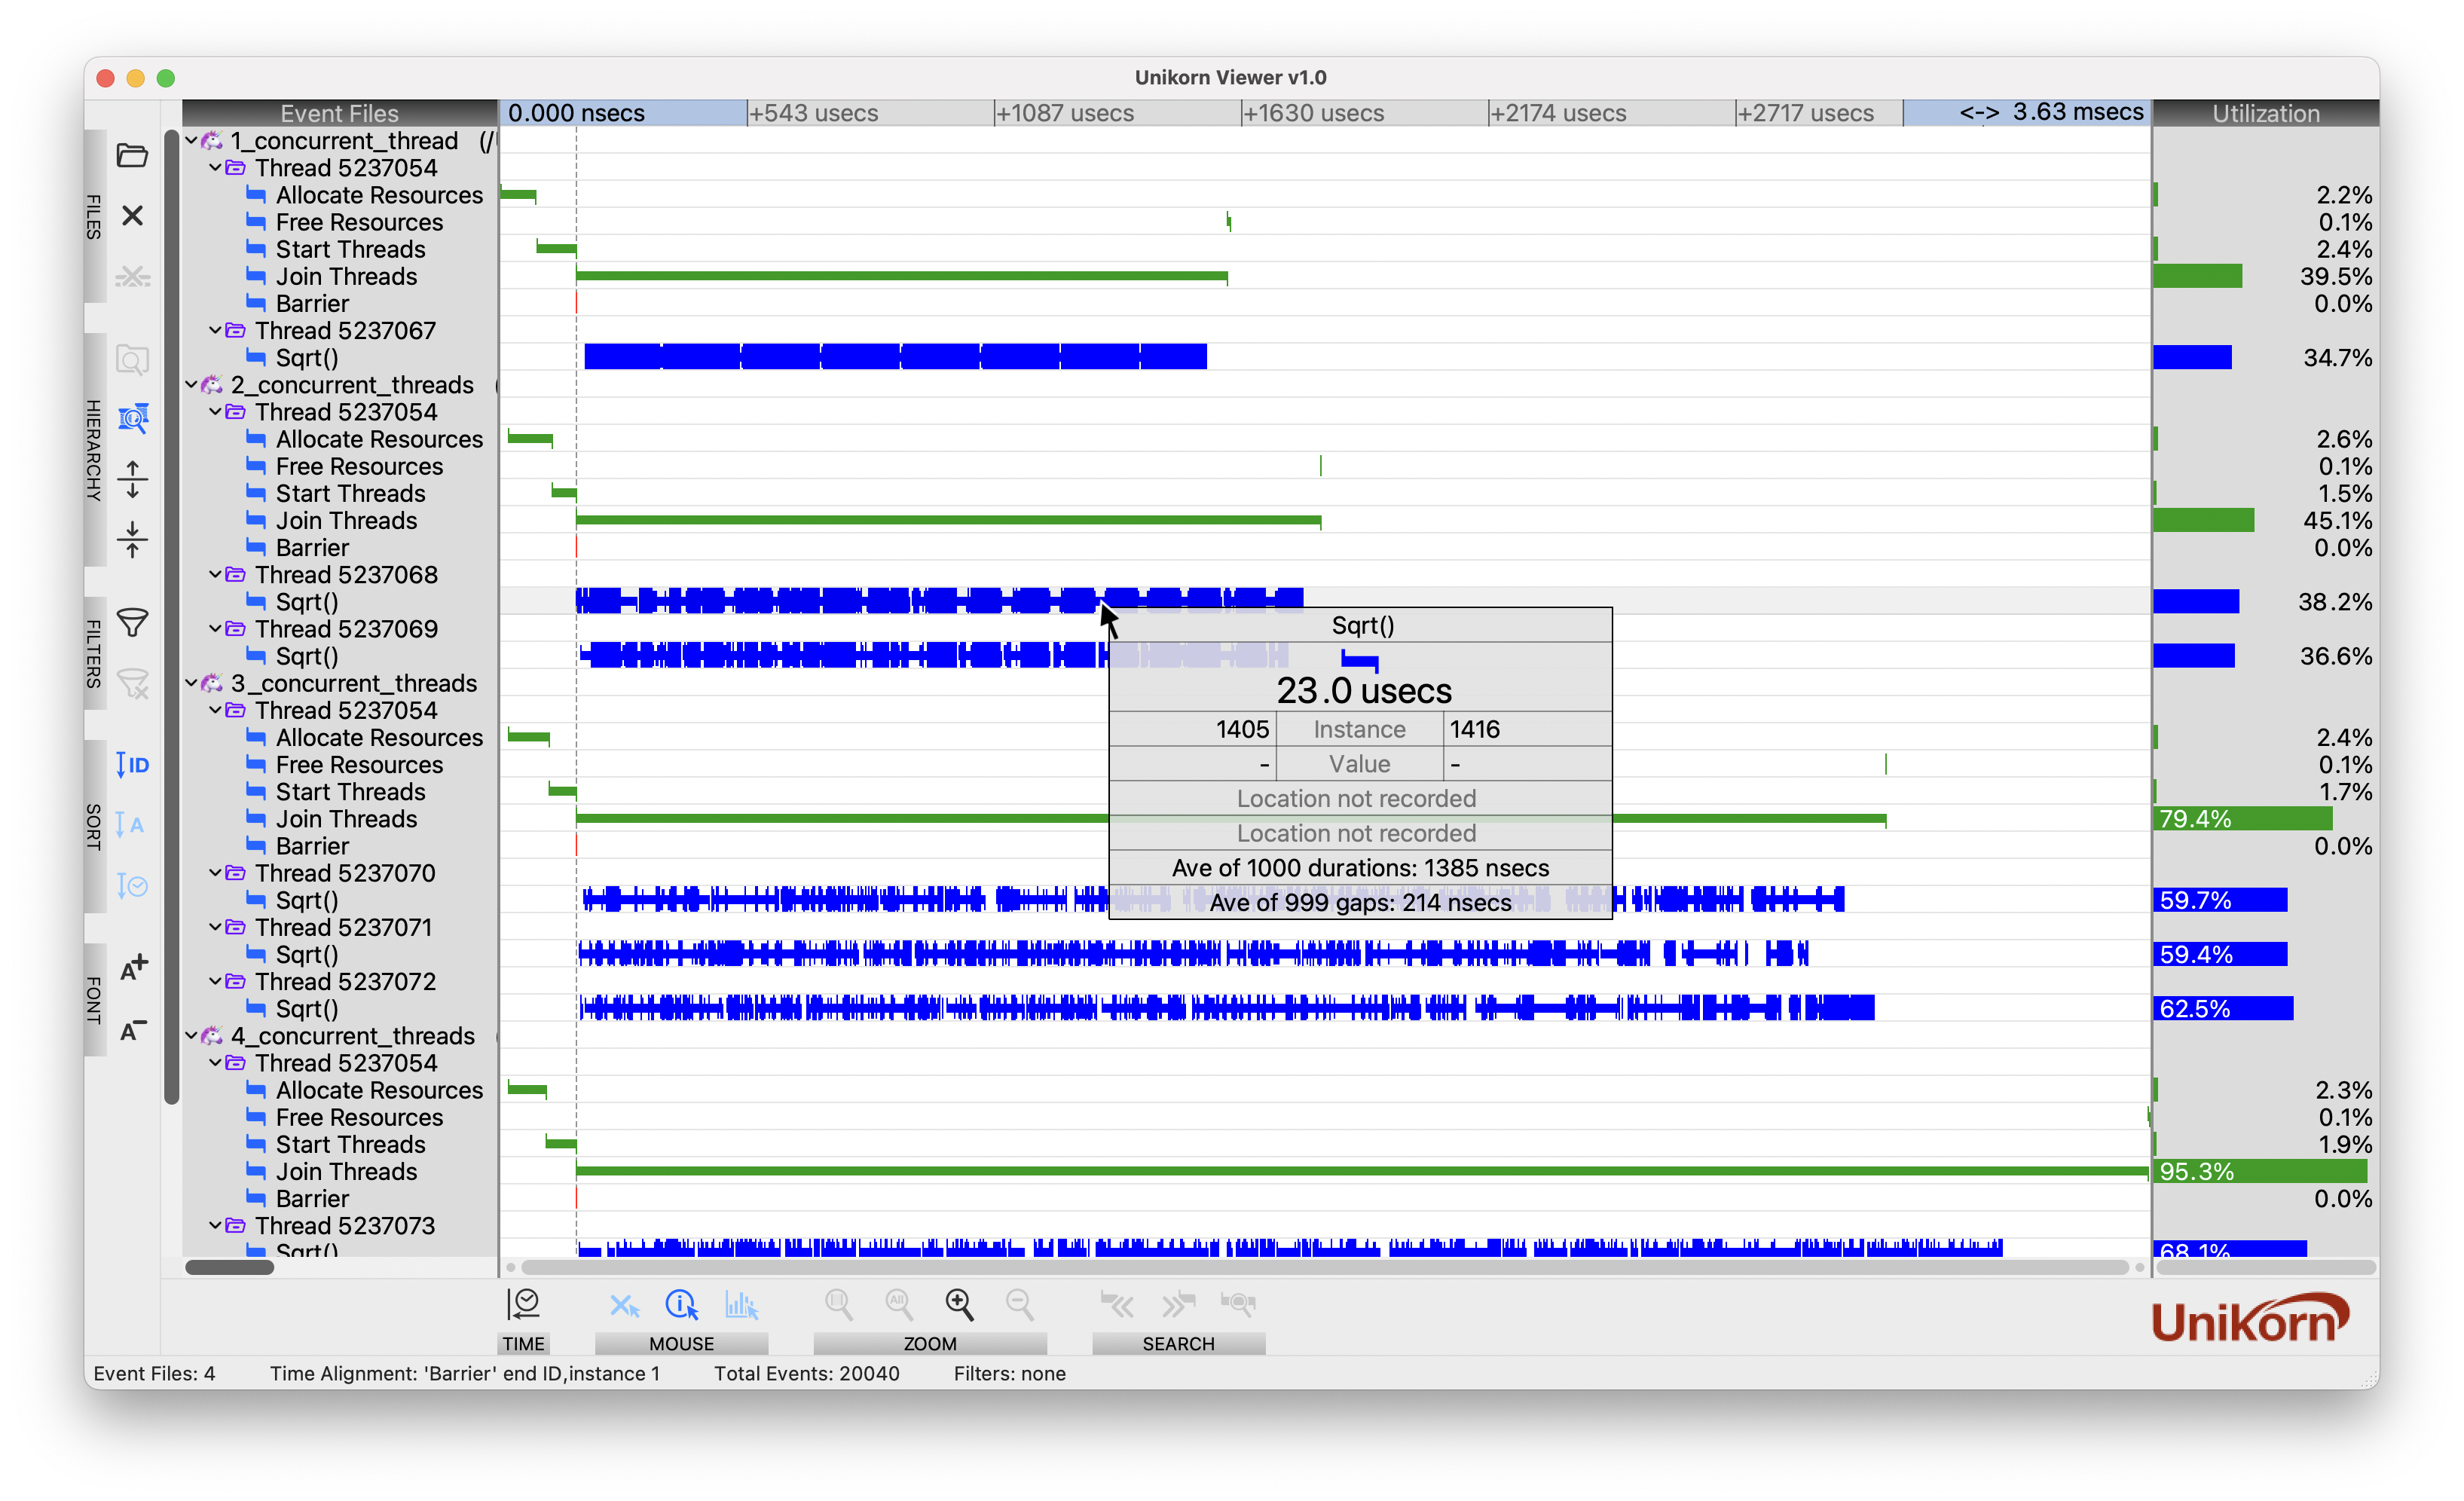 Unikorn Viewer v1.0
Event Files
0.000 nsecs
+543 usecs
+1087 usecs
+1630 usecs
+2174 usecs
+2717 usecs
<-> 3.63 msecs
Utilization
FILES
HIERARCHY
FILTERS
SORT
FONT
ID
A
A+
A-
1_concurrent_thread (/
Thread 5237054
Allocate Resources 2.2%
Free Resources 0.1%
Start Threads 2.4%
Join Threads 39.5%
Barrier 0.0%
Thread 5237067
Sqrt() 34.7%
2_concurrent_threads (
Thread 5237054
Allocate Resources 2.6%
Free Resources 0.1%
Start Threads 1.5%
Join Threads 45.1%
Barrier 0.0%
Thread 5237068
Sqrt() 38.2%
Thread 5237069
Sqrt() 36.6%
3_concurrent_threads
Thread 5237054
Allocate Resources 2.4%
Free Resources 0.1%
Start Threads 1.7%
Join Threads 79.4%
Barrier 0.0%
Thread 5237070
Sqrt() 59.7%
Thread 5237071
Sqrt() 59.4%
Thread 5237072
Sqrt() 62.5%
4_concurrent_threads (
Thread 5237054
Allocate Resources 2.3%
Free Resources 0.1%
Start Threads 1.9%
Join Threads 95.3%
Barrier 0.0%
Thread 5237073
Sqrt() 68.1%
Sqrt()
23.0 usecs
1405 Instance 1416
- Value -
Location not recorded
Location not recorded
Ave of 1000 durations: 1385 nsecs
Ave of 999 gaps: 214 nsecs
All
TIME
MOUSE
ZOOM
SEARCH
Unikorn
Event Files: 4
Time Alignment: 'Barrier' end ID,instance 1
Total Events: 20040
Filters: none